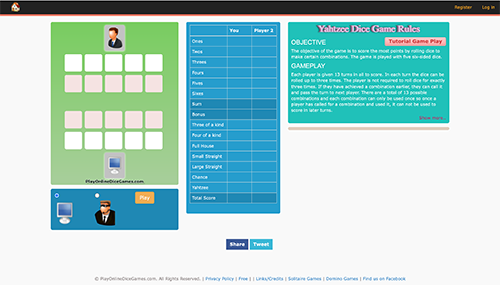 Register Log in
PlayOnlineDiceGames.com
Play
You Player 2
Ones
Twos
Threes
Fours
Fives
Sixes
Sum
Bonus
Three of a kind
Four of a kind
Full House
Small Straight
Large Straight
Chance
Yahtzee
Total Score
Yahtzee Dice Game Rules
OBJECTIVE
Tutorial Game Play
The objective of the game is to score the most points by rolling dice to
make certain combinations. The game is played with five six-sided dice.
GAMEPLAY
Each player is given 13 turns in all to score. In each turn the dice can be
rolled up to three times. The player is not required to roll dice for exactly
three times. If they have achieved a combination earlier, they can call it
and pass the turn to next player. There are a total of 13 possible
combinations and each combination can only be used once so once a
player has called for a combination and used it, it can not be used to
score in later turns.
Show more..
Share Tweet
© PlayOnlineDiceGames.com. All Rights Reserved. | Privacy Policy | Free | | Links/Credits | Solitaire Games | Domino Games | Find us on Facebook